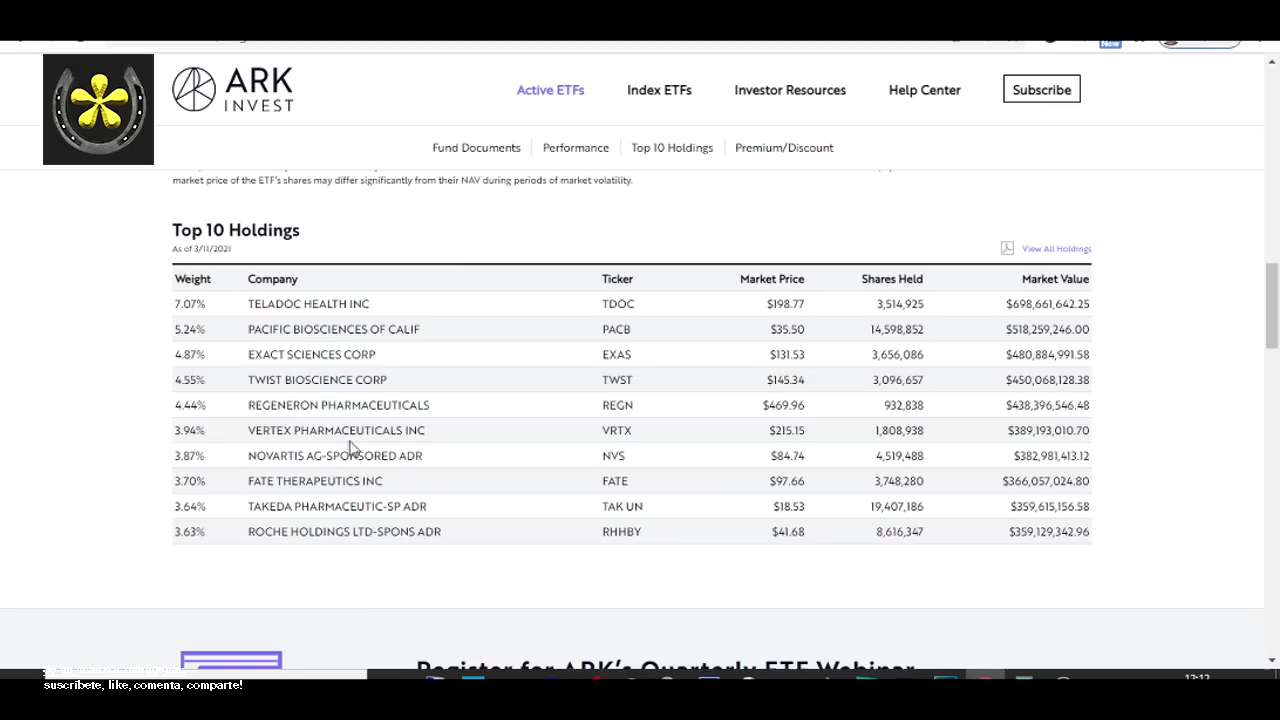 New
ARK
INVEST
Active ETFs
Index ETFs
Investor Resources
Help Center
Subscribe
Fund Documents
Performance
Top 10 Holdings
Premium/Discount
market price of the ETF's shares may differ significantly from their NAV during periods of market volatility.
Top 10 Holdings
As of 3/11/2021
View All Holdings
Weight Company Ticker Market Price Shares Held Market Value
7.07% TELADOC HEALTH INC TDOC $198.77 3,514,925 $698,661,642.25
5.24% PACIFIC BIOSCIENCES OF CALIF PACB $35.50 14,598,852 $518,259,246.00
4.87% EXACT SCIENCES CORP EXAS $131.53 3,656,086 $480,884,991.58
4.55% TWIST BIOSCIENCE CORP TWST $145.34 3,096,657 $450,068,128.38
4.44% REGENERON PHARMACEUTICALS REGN $469.96 932,838 $438,396,546.48
3.94% VERTEX PHARMACEUTICALS INC VRTX $215.15 1,808,938 $389,193,010.70
3.87% NOVARTIS AG-SPONSORED ADR NVS $84.74 4,519,488 $382,981,413.12
3.70% FATE THERAPEUTICS INC FATE $97.66 3,748,280 $366,057,024.80
3.64% TAKEDA PHARMACEUTIC-SP ADR TAK UN $18.53 19,407,186 $359,615,156.58
3.63% ROCHE HOLDINGS LTD-SPONS ADR RHHBY $41.68 8,616,347 $359,129,342.96
Register for ARK's Quarterly ETF Webinar
12:12
suscribete, like, comenta, comparte!